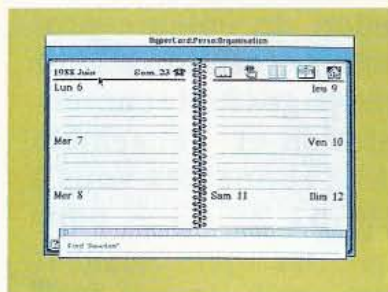 HyperCard:Perso:Organisation
1988 Juin Sem. 23
Lun 6
Jeu 9
Mar 7
Ven 10
Mer 8
Sam 11 Dim 12
Find